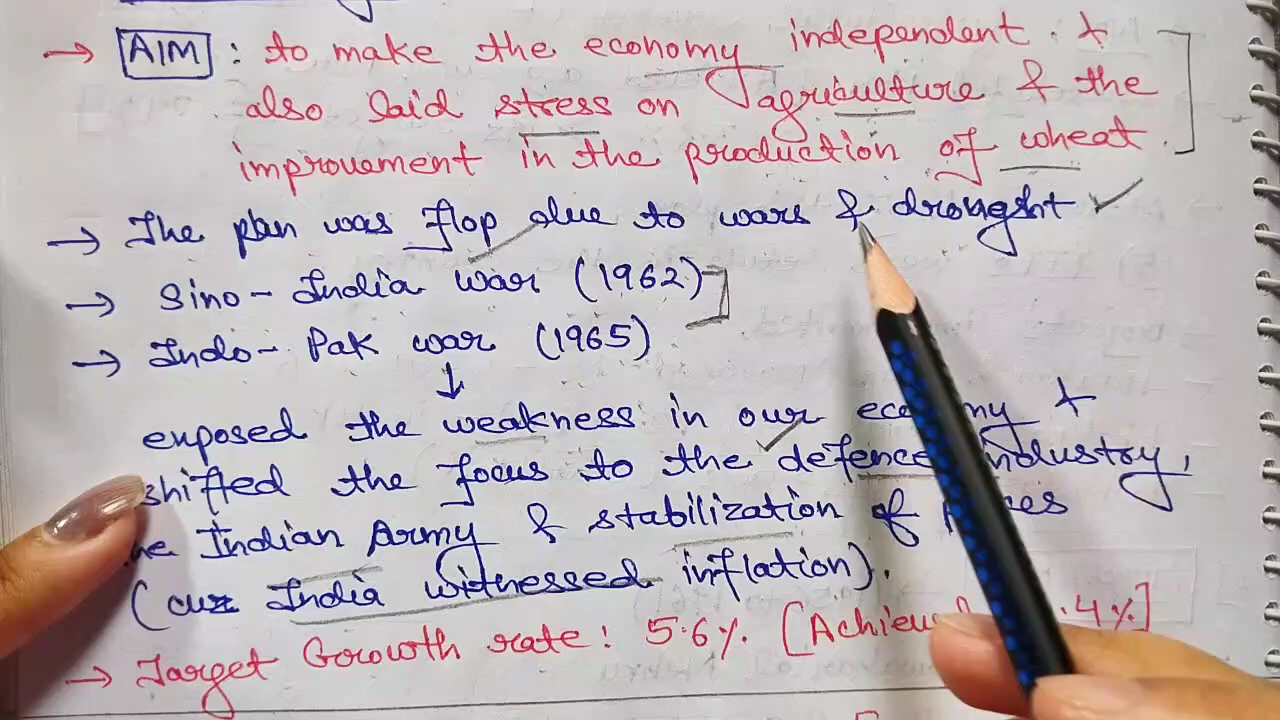 → AIM : to make the economy independent. &
also laid stress on agriculture & the
improvement in the production of wheat.
→ The plan was flop due to wars & drought ✓
→ Sino - India war (1962)
→ Indo - Pak war (1965)
↓
exposed the weakness in our &
shifted the focus to the defence industry,
Indian Army & stabilization of
(cuz India witnessed inflation).
→ Target Growth rate : 5.6%. [